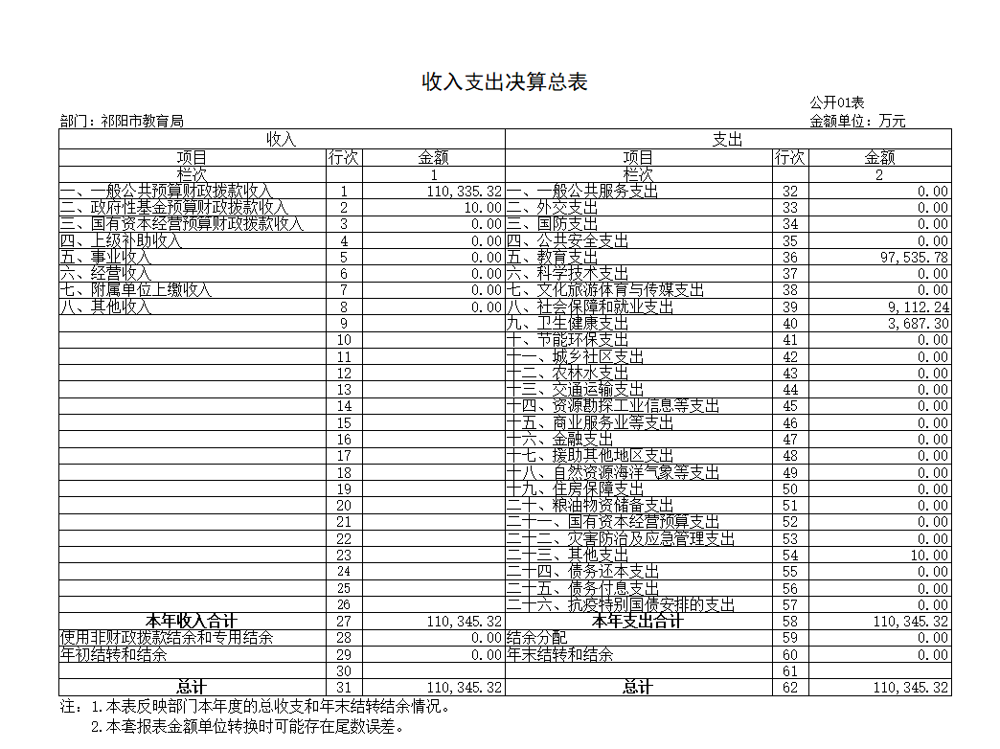 收入支出决算总表
公开01表
部门：祁阳市教育局 金额单位：万元
收入 支出
项目 行次 金额 项目 行次 金额
栏次 1 栏次 2
一、一般公共预算财政拨款收入 1 110,335.32 一、一般公共服务支出 32 0.00
二、政府性基金预算财政拨款收入 2 10.00 二、外交支出 33 0.00
三、国有资本经营预算财政拨款收入 3 0.00 三、国防支出 34 0.00
四、上级补助收入 4 0.00 四、公共安全支出 35 0.00
五、事业收入 5 0.00 五、教育支出 36 97,535.78
六、经营收入 6 0.00 六、科学技术支出 37 0.00
七、附属单位上缴收入 7 0.00 七、文化旅游体育与传媒支出 38 0.00
八、其他收入 8 0.00 八、社会保障和就业支出 39 9,112.24
9 九、卫生健康支出 40 3,687.30
10 十、节能环保支出 41 0.00
11 十一、城乡社区支出 42 0.00
12 十二、农林水支出 43 0.00
13 十三、交通运输支出 44 0.00
14 十四、资源勘探工业信息等支出 45 0.00
15 十五、商业服务业等支出 46 0.00
16 十六、金融支出 47 0.00
17 十七、援助其他地区支出 48 0.00
18 十八、自然资源海洋气象等支出 49 0.00
19 十九、住房保障支出 50 0.00
20 二十、粮油物资储备支出 51 0.00
21 二十一、国有资本经营预算支出 52 0.00
22 二十二、灾害防治及应急管理支出 53 0.00
23 二十三、其他支出 54 10.00
24 二十四、债务还本支出 55 0.00
25 二十五、债务付息支出 56 0.00
26 二十六、抗疫特别国债安排的支出 57 0.00
本年收入合计 27 110,345.32 本年支出合计 58 110,345.32
使用非财政拨款结余和专用结余 28 0.00 结余分配 59 0.00
年初结转和结余 29 0.00 年末结转和结余 60 0.00
30 61
总计 31 110,345.32 总计 62 110,345.32
注：1.本表反映部门本年度的总收支和年末结转结余情况。
2.本套报表金额单位转换时可能存在尾数误差。